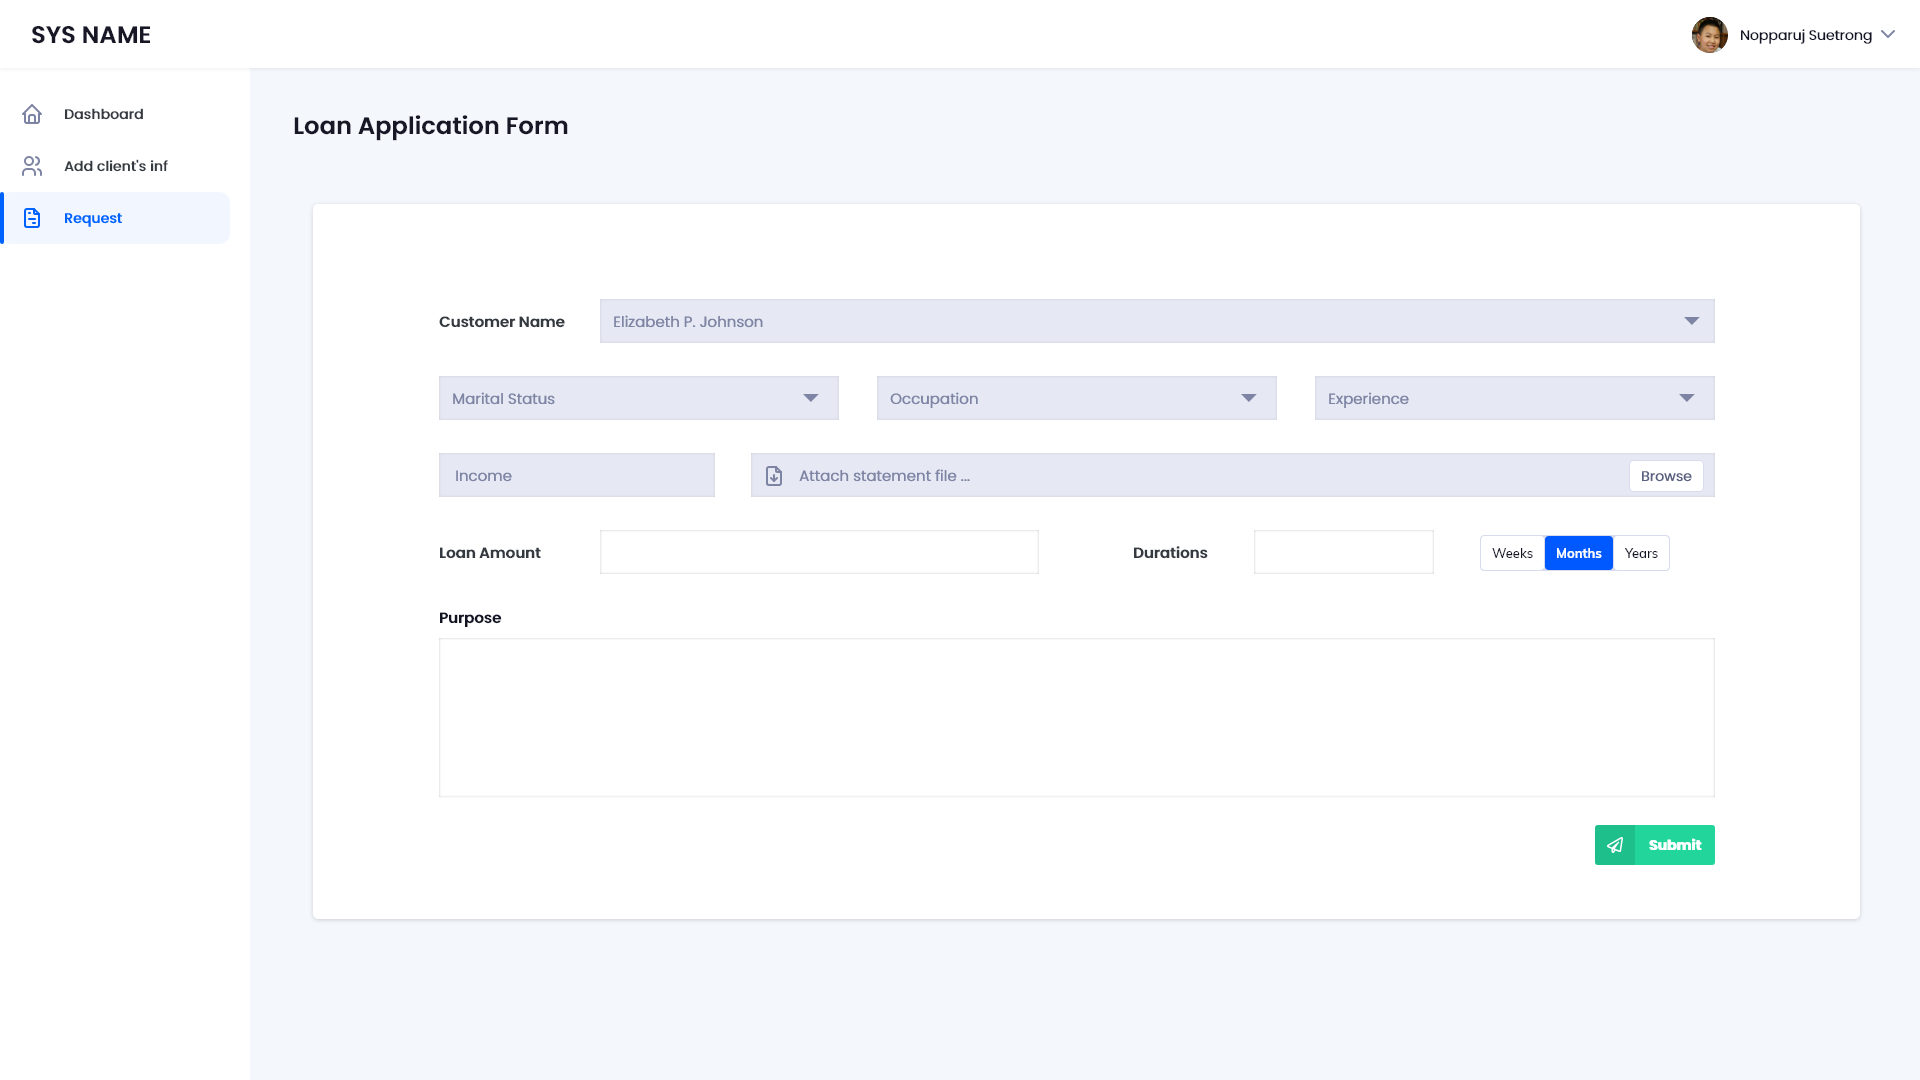 SYS NAME
Nopparuj Suetrong
Dashboard
Add client's inf
Request
Loan Application Form
Customer Name
Elizabeth P. Johnson
Marital Status
Occupation
Experience
Income
Attach statement file ...
Browse
Loan Amount
Durations
Weeks
Months
Years
Purpose
Submit